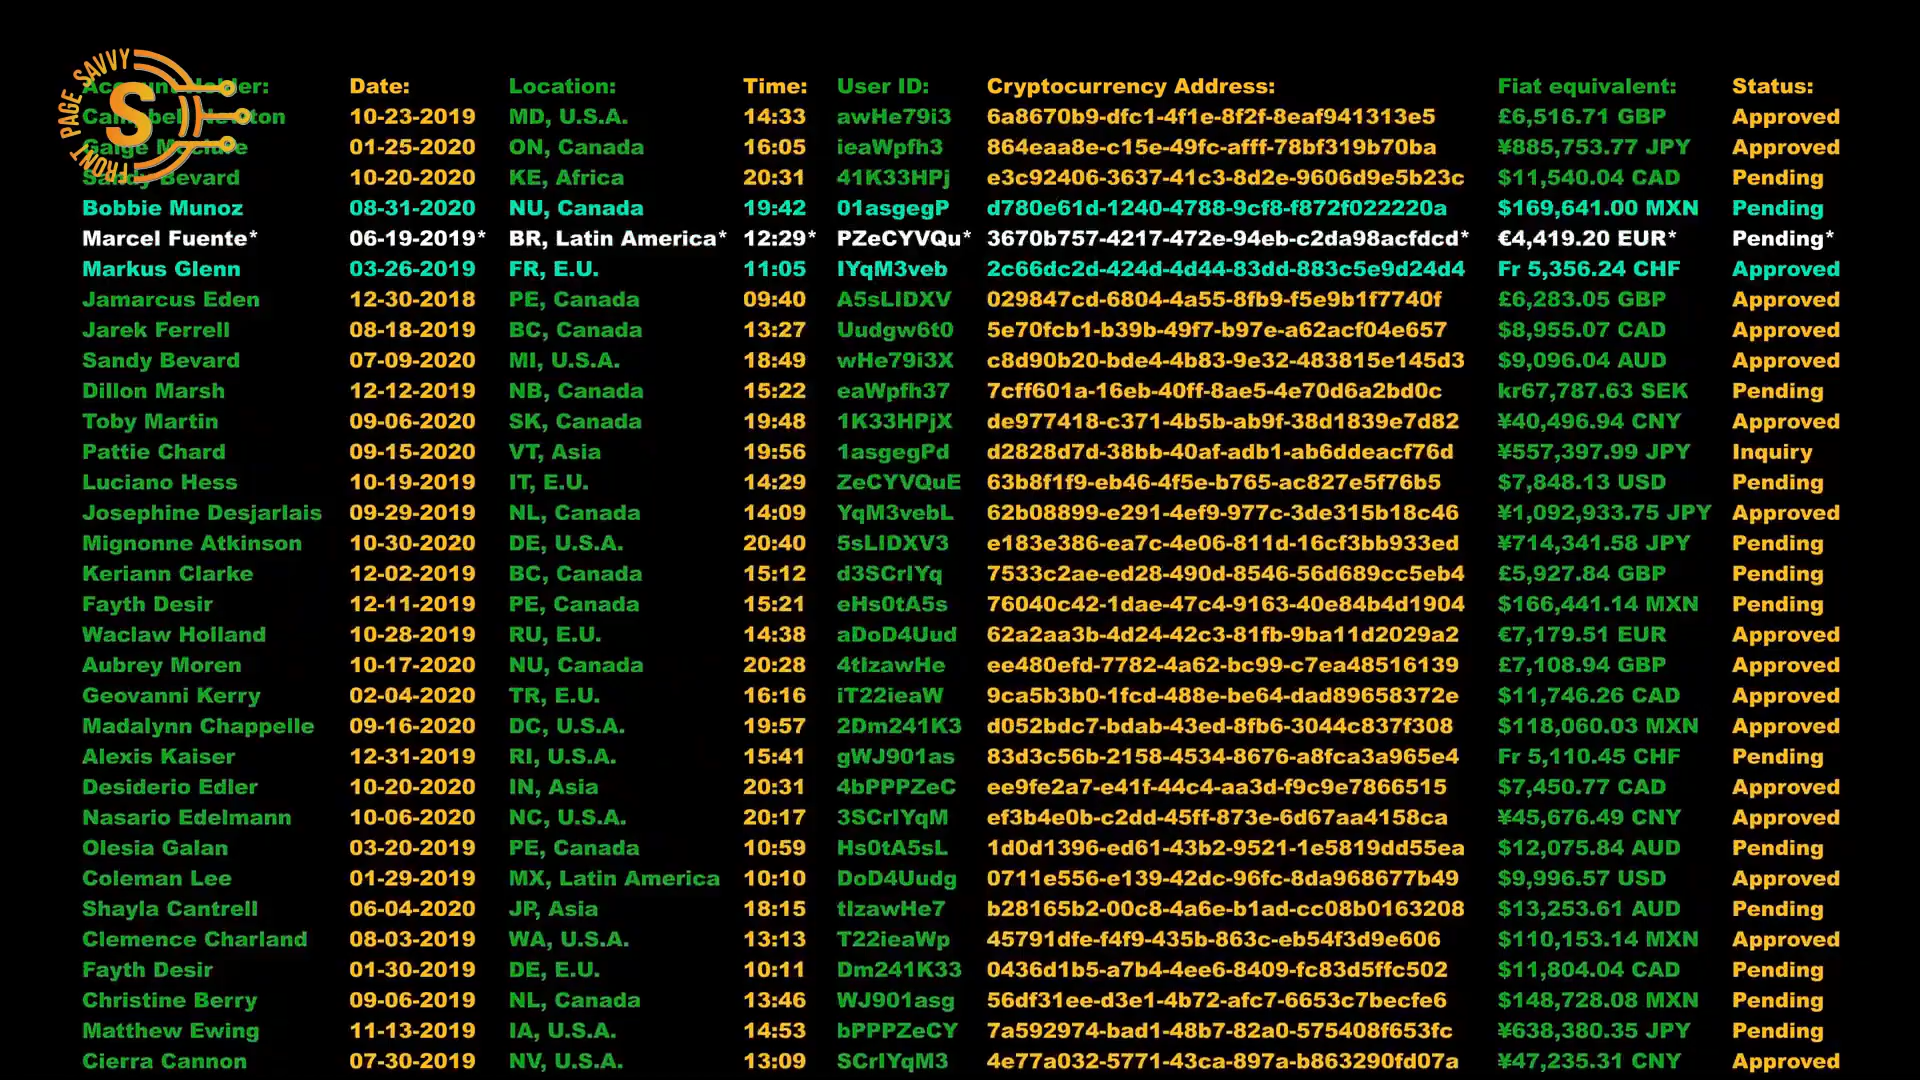 FRONT PAGE SAVVY
S
Account Holder: Date: Location: Time: User ID: Cryptocurrency Address: Fiat equivalent: Status:
Campbell Newton 10-23-2019 MD, U.S.A. 14:33 awHe79i3 6a8670b9-dfc1-4f1e-8f2f-8eaf941313e5 £6,516.71 GBP Approved
Gaige 01-25-2020 ON, Canada 16:05 ieaWpfh3 864eaa8e-c15e-49fc-afff-78bf319b70ba ¥885,753.77 JPY Approved
Sandy Bevard 10-20-2020 KE, Africa 20:31 41K33HPj e3c92406-3637-41c3-8d2e-9606d9e5b23c $11,540.04 CAD Pending
Bobbie Munoz 08-31-2020 NU, Canada 19:42 01asgegP d780e61d-1240-4788-9cf8-f872f022220a $169,641.00 MXN Pending
Marcel Fuente* 06-19-2019* BR, Latin America* 12:29* PZeCYVQu* 3670b757-4217-472e-94eb-c2da98acfdcd* €4,419.20 EUR* Pending*
Markus Glenn 03-26-2019 FR, E.U. 11:05 IYqM3veb 2c66dc2d-424d-4d44-83dd-883c5e9d24d4 Fr 5,356.24 CHF Approved
Jamarcus Eden 12-30-2018 PE, Canada 09:40 A5sLIDXV 029847cd-6804-4a55-8fb9-f5e9b1f7740f £6,283.05 GBP Approved
Jarek Ferrell 08-18-2019 BC, Canada 13:27 Uudgw6t0 5e70fcb1-b39b-49f7-b97e-a62acf04e657 $8,955.07 CAD Approved
Sandy Bevard 07-09-2020 MI, U.S.A. 18:49 wHe79i3X c8d90b20-bde4-4b83-9e32-483815e145d3 $9,096.04 AUD Approved
Dillon Marsh 12-12-2019 NB, Canada 15:22 eaWpfh37 7cff601a-16eb-40ff-8ae5-4e70d6a2bd0c kr67,787.63 SEK Pending
Toby Martin 09-06-2020 SK, Canada 19:48 1K33HPjX de977418-c371-4b5b-ab9f-38d1839e7d82 ¥40,496.94 CNY Approved
Pattie Chard 09-15-2020 VT, Asia 19:56 1asgegPd d2828d7d-38bb-40af-adb1-ab6ddeacf76d ¥557,397.99 JPY Inquiry
Luciano Hess 10-19-2019 IT, E.U. 14:29 ZeCYVQuE 63b8f1f9-eb46-4f5e-b765-ac827e5f76b5 $7,848.13 USD Pending
Josephine Desjarlais 09-29-2019 NL, Canada 14:09 YqM3vebL 62b08899-e291-4ef9-977c-3de315b18c46 ¥1,092,933.75 JPY Approved
Mignonne Atkinson 10-30-2020 DE, U.S.A. 20:40 5sLIDXV3 e183e386-ea7c-4e06-811d-16cf3bb933ed ¥714,341.58 JPY Pending
Keriann Clarke 12-02-2019 BC, Canada 15:12 d3SCrIYq 7533c2ae-ed28-490d-8546-56d689cc5eb4 £5,927.84 GBP Pending
Fayth Desir 12-11-2019 PE, Canada 15:21 eHs0tA5s 76040c42-1dae-47c4-9163-40e84b4d1904 $166,441.14 MXN Pending
Waclaw Holland 10-28-2019 RU, E.U. 14:38 aDoD4Uud 62a2aa3b-4d24-42c3-81fb-9ba11d2029a2 €7,179.51 EUR Approved
Aubrey Moren 10-17-2020 NU, Canada 20:28 4tIzawHe ee480efd-7782-4a62-bc99-c7ea48516139 £7,108.94 GBP Approved
Geovanni Kerry 02-04-2020 TR, E.U. 16:16 iT22ieaW 9ca5b3b0-1fcd-488e-be64-dad89658372e $11,746.26 CAD Approved
Madalynn Chappelle 09-16-2020 DC, U.S.A. 19:57 2Dm241K3 d052bdc7-bdab-43ed-8fb6-3044c837f308 $118,060.03 MXN Approved
Alexis Kaiser 12-31-2019 RI, U.S.A. 15:41 gWJ901as 83d3c56b-2158-4534-8676-a8fca3a965e4 Fr 5,110.45 CHF Pending
Desiderio Edler 10-20-2020 IN, Asia 20:31 4bPPPZeC ee9fe2a7-e41f-44c4-aa3d-f9c9e7866515 $7,450.77 CAD Approved
Nasario Edelmann 10-06-2020 NC, U.S.A. 20:17 3SCrIYqM ef3b4e0b-c2dd-45ff-873e-6d67aa4158ca ¥45,676.49 CNY Approved
Olesia Galan 03-20-2019 PE, Canada 10:59 Hs0tA5sL 1d0d1396-ed61-43b2-9521-1e5819dd55ea $12,075.84 AUD Pending
Coleman Lee 01-29-2019 MX, Latin America 10:10 DoD4Uudg 0711e556-e139-42dc-96fc-8da968677b49 $9,996.57 USD Approved
Shayla Cantrell 06-04-2020 JP, Asia 18:15 tIzawHe7 b28165b2-00c8-4a6e-b1ad-cc08b0163208 $13,253.61 AUD Pending
Clemence Charland 08-03-2019 WA, U.S.A. 13:13 T22ieaWp 45791dfe-f4f9-435b-863c-eb54f3d9e606 $110,153.14 MXN Approved
Fayth Desir 01-30-2019 DE, E.U. 10:11 Dm241K33 0436d1b5-a7b4-4ee6-8409-fc83d5ffc502 $11,804.04 CAD Pending
Christine Berry 09-06-2019 NL, Canada 13:46 WJ901asg 56df31ee-d3e1-4b72-afc7-6653c7becfe6 $148,728.08 MXN Pending
Matthew Ewing 11-13-2019 IA, U.S.A. 14:53 bPPPZeCY 7a592974-bad1-48b7-82a0-575408f653fc ¥638,380.35 JPY Pending
Cierra Cannon 07-30-2019 NV, U.S.A. 13:09 SCrIYqM3 4e77a032-5771-43ca-897a-b863290fd07a ¥47,235.31 CNY Approved